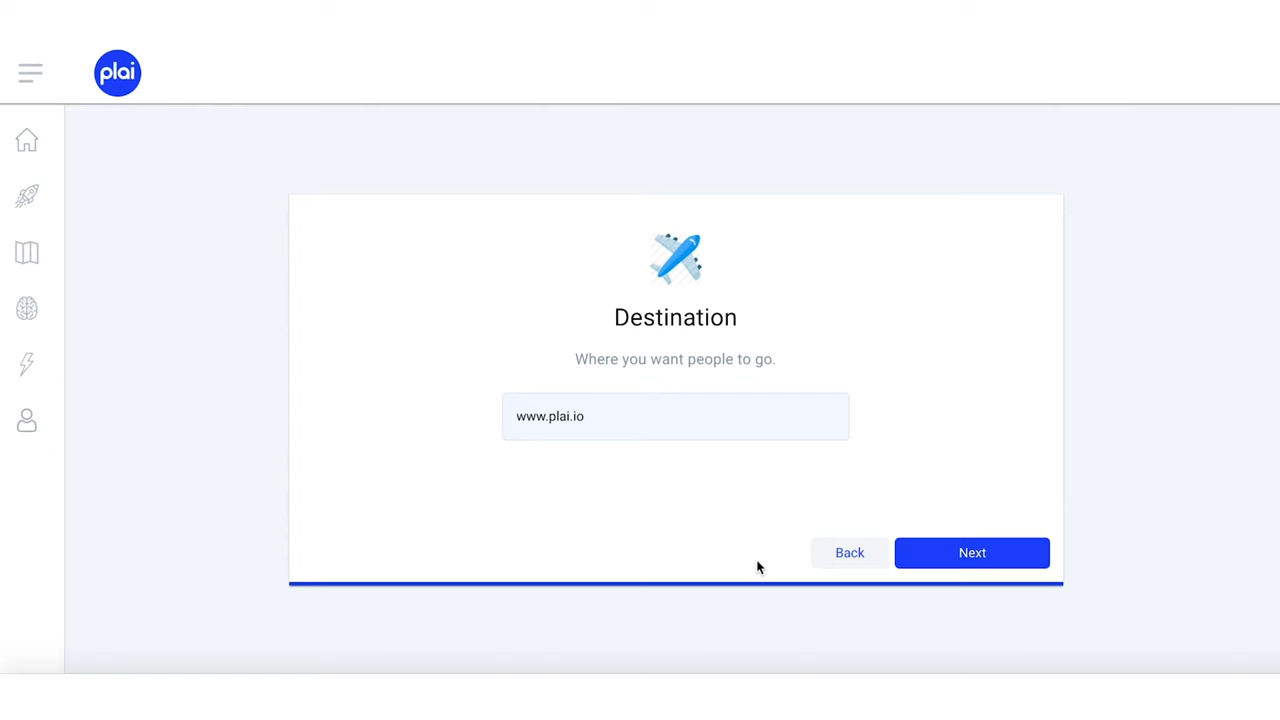 plai
Destination
Where you want people to go.
www.plai.io
Back
Next